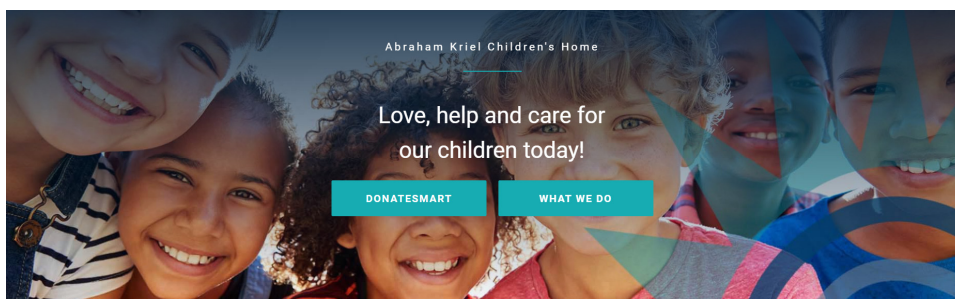 Abraham Kriel Children's Home
Love, help and care for
our children today!
DONATESMART
WHAT WE DO